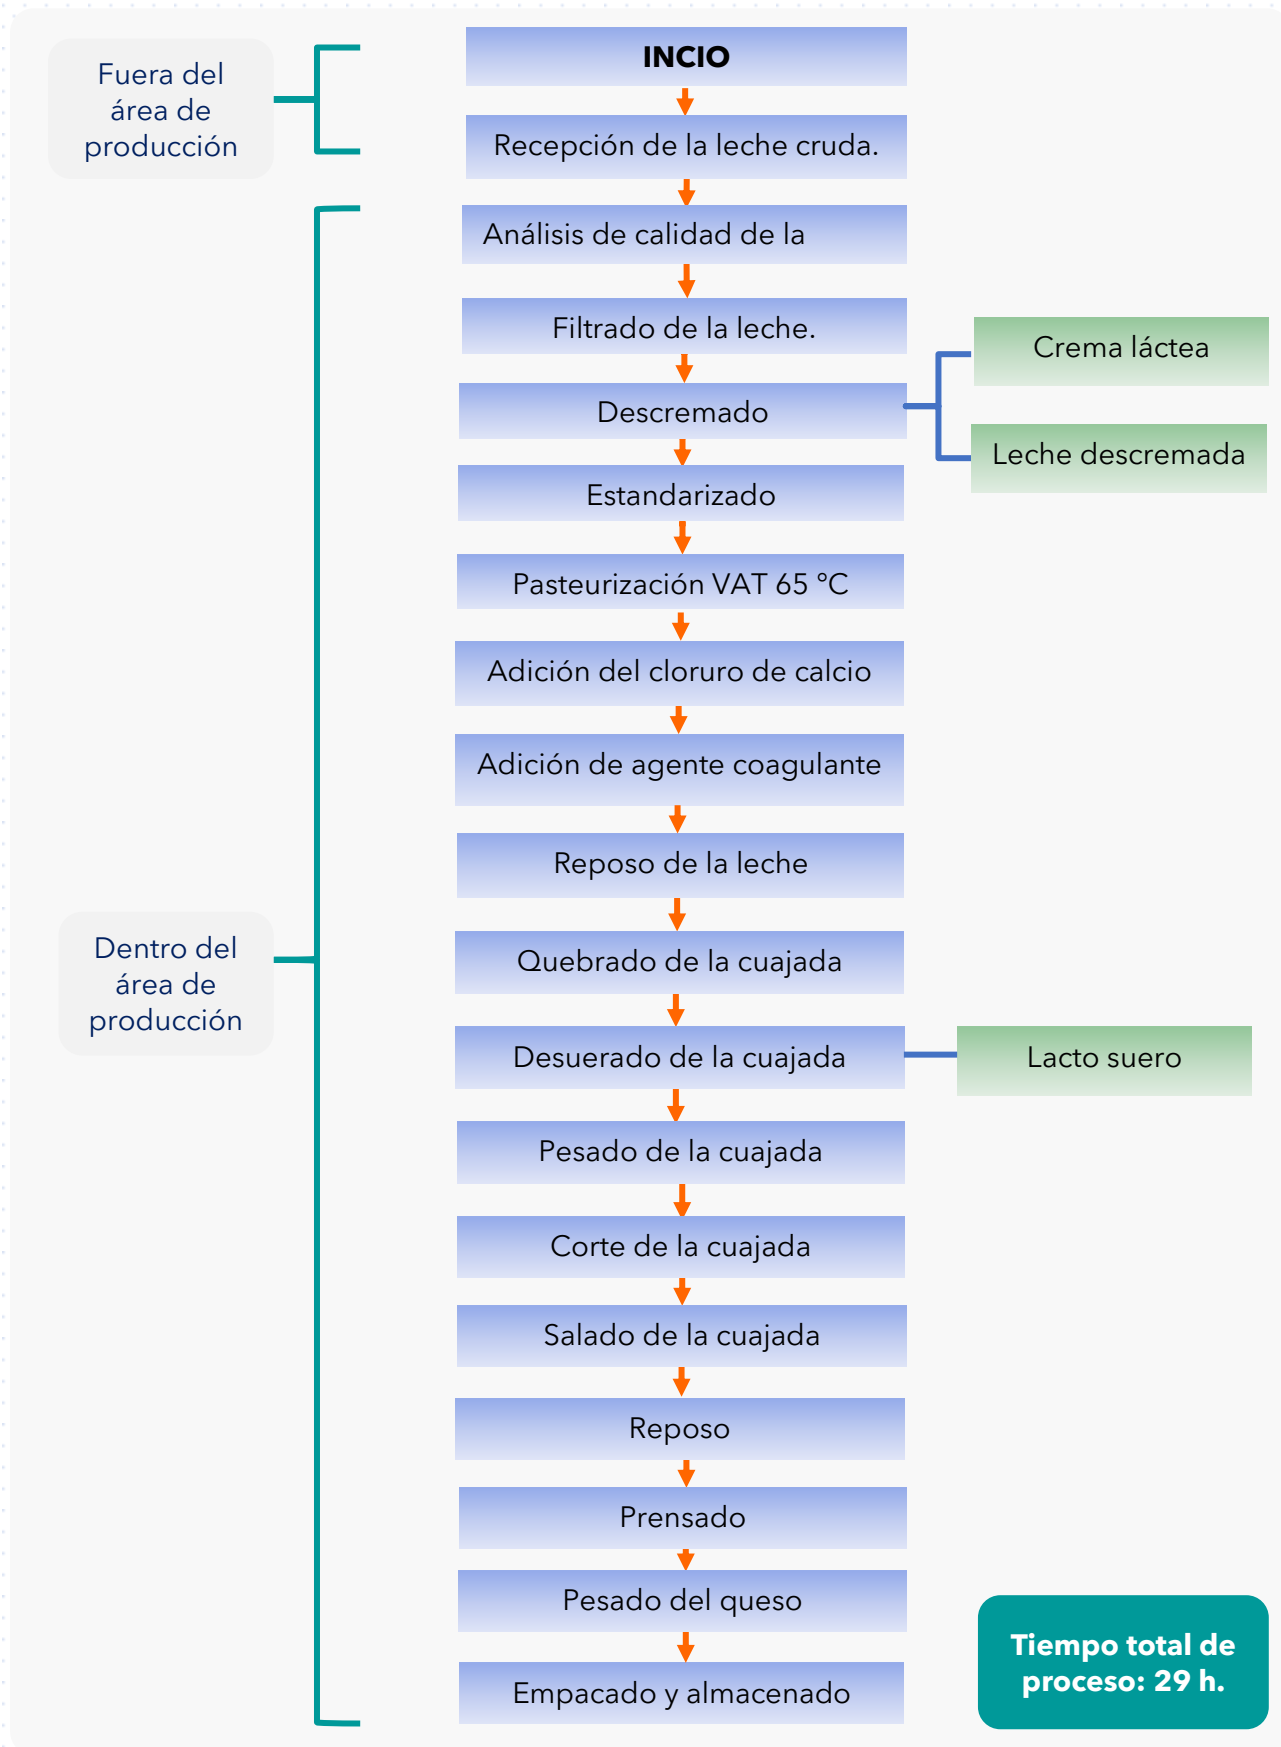 INCIO
Fuera del
área de
producción
Recepción de la leche cruda.
Análisis de calidad de la
Filtrado de la leche.
Crema láctea
Descremado
Leche descremada
Estandarizado
Pasteurización VAT 65 °C
Adición del cloruro de calcio
Adición de agente coagulante
Reposo de la leche
Dentro del
área de
producción
Quebrado de la cuajada
Desuerado de la cuajada
Lacto suero
Pesado de la cuajada
Corte de la cuajada
Salado de la cuajada
Reposo
Prensado
Pesado del queso
Empacado y almacenado
Tiempo total de
proceso: 29 h.